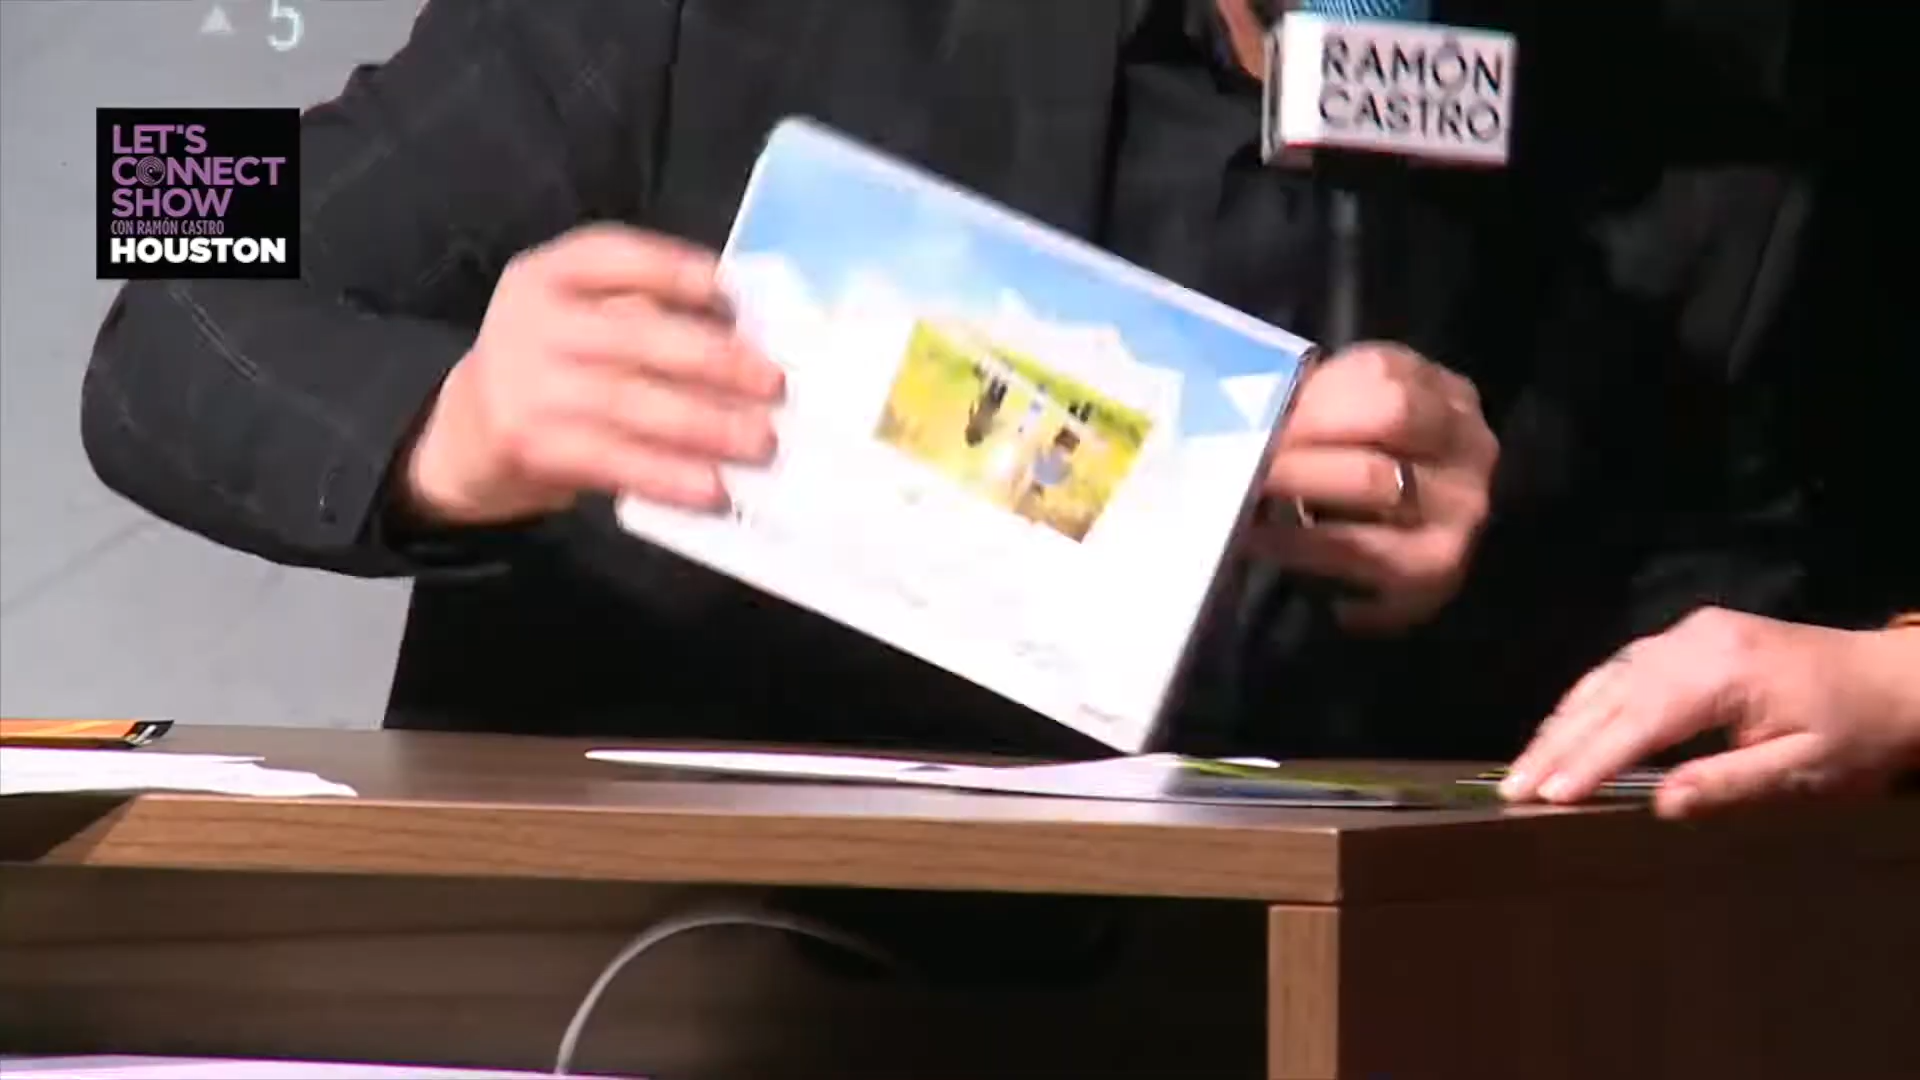 5
LET'S
CONNECT
SHOW
CON RAMÓN CASTRO
HOUSTON
RAMÓN
CASTRO